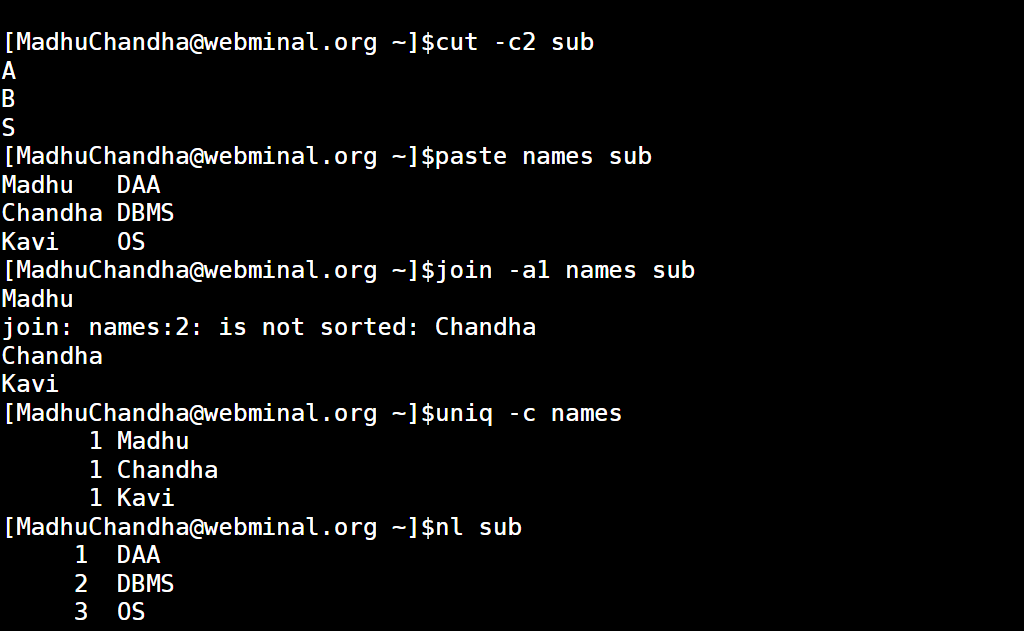 [MadhuChandha@webminal.org ~]$cut -c2 sub
A
B
S
[MadhuChandha@webminal.org ~]$paste names sub
Madhu   DAA
Chandha DBMS
Kavi    OS
[MadhuChandha@webminal.org ~]$join -a1 names sub
Madhu
join: names:2: is not sorted: Chandha
Chandha
Kavi
[MadhuChandha@webminal.org ~]$uniq -c names
      1 Madhu
      1 Chandha
      1 Kavi
[MadhuChandha@webminal.org ~]$nl sub
     1  DAA
     2  DBMS
     3  OS